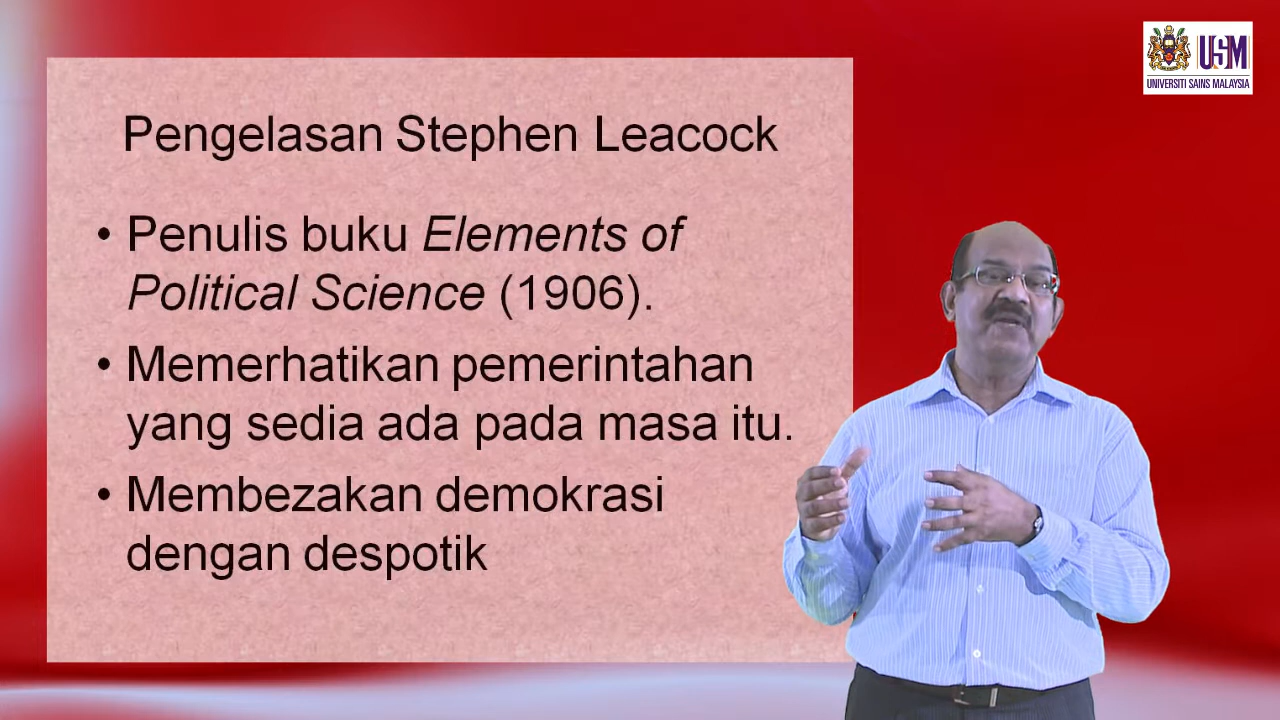 USM
UNIVERSITI SAINS MALAYSIA
Pengelasan Stephen Leacock
• Penulis buku Elements of
Political Science (1906).
• Memerhatikan pemerintahan
yang sedia ada pada masa itu.
• Membezakan demokrasi
dengan despotik